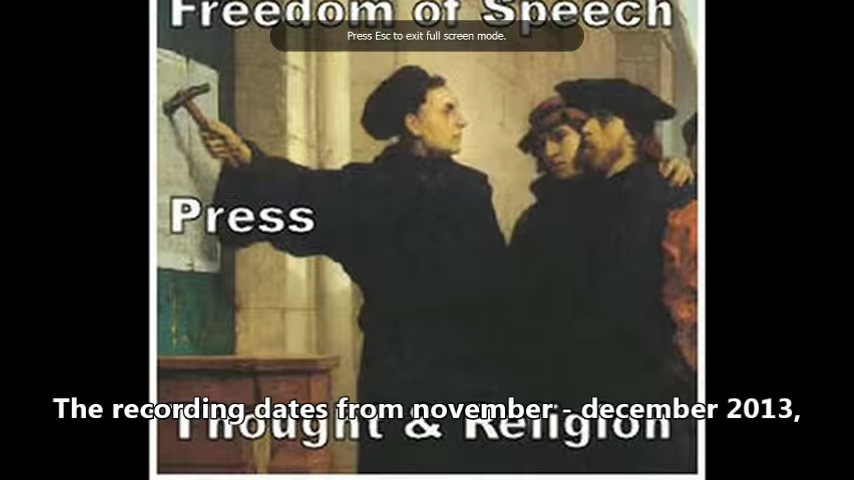 Freedom of Speech
Press Esc to exit full screen mode.
Press
The recording dates from november - december 2013,
Thought & Religion